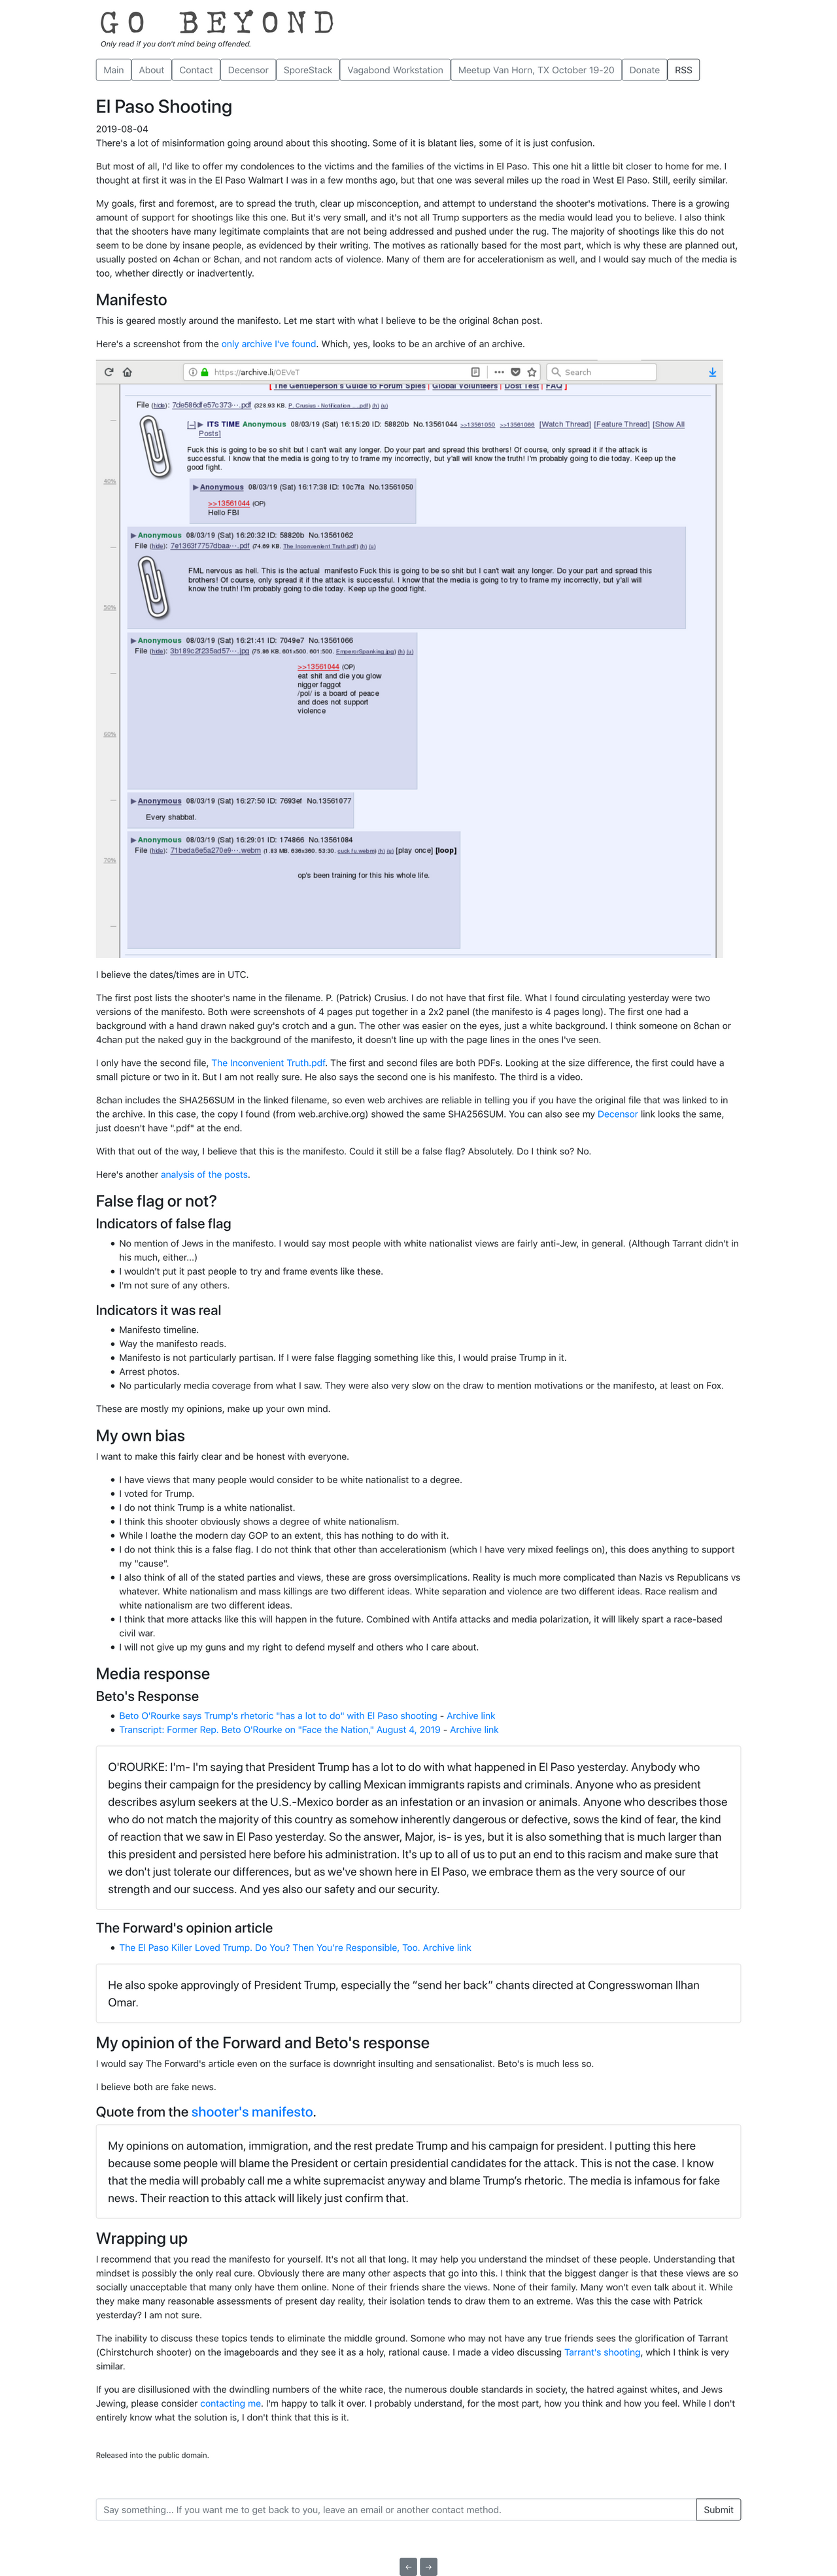 GO BEYOND
Only read if you don't mind being offended.
Main About Contact Decensor SporeStack Vagabond Workstation Meetup Van Horn, TX October 19-20 Donate RSS
El Paso Shooting
2019-08-04
There's a lot of misinformation going around about this shooting. Some of it is blatant lies, some of it is just confusion.
But most of all, I'd like to offer my condolences to the victims and the families of the victims in El Paso. This one hit a little bit closer to home for me. I
thought at first it was in the El Paso Walmart I was in a few months ago, but that one was several miles up the road in West El Paso. Still, eerily similar.
My goals, first and foremost, are to spread the truth, clear up misconception, and attempt to understand the shooter's motivations. There is a growing
amount of support for shootings like this one. But it's very small, and it's not all Trump supporters as the media would lead you to believe. I also think
that the shooters have many legitimate complaints that are not being addressed and pushed under the rug. The majority of shootings like this do not
seem to be done by insane people, as evidenced by their writing. The motives as rationally based for the most part, which is why these are planned out,
usually posted on 4chan or 8chan, and not random acts of violence. Many of them are for accelerationism as well, and I would say much of the media is
too, whether directly or inadvertently.
Manifesto
This is geared mostly around the manifesto. Let me start with what I believe to be the original 8chan post.
Here's a screenshot from the only archive I've found. Which, yes, looks to be an archive of an archive.
https://archive.li/0EVeT
Search
[ The Gentleperson's Guide to Forum Spies | Global Volunteers | Dost Test | FAQ ]
File (hide): 7de586dfe57c373···.pdf (328.93 KB, P._Crusius - Notification_...pdf) (h) (u)
[–] ▶ ITS TIME Anonymous 08/03/19 (Sat) 16:15:20 ID: 58820b No.13561044 >>13561050 >>13561066 [Watch Thread] [Feature Thread] [Show All
Posts]
Fuck this is going to be so shit but I can't wait any longer. Do your part and spread this brothers! Of course, only spread it if the attack is
successful. I know that the media is going to try to frame my incorrectly, but y'all will know the truth! I'm probably going to die today. Keep up the
good fight.
40%
▶ Anonymous 08/03/19 (Sat) 16:17:38 ID: 10c7fa No.13561050
>>13561044 (OP)
Hello FBI
▶ Anonymous 08/03/19 (Sat) 16:20:32 ID: 58820b No.13561062
File (hide): 7e1363f7757dbaa···.pdf (74.69 KB, The Inconvenient Truth.pdf) (h) (u)
FML nervous as hell. This is the actual manifesto Fuck this is going to be so shit but I can't wait any longer. Do your part and spread this
brothers! Of course, only spread it if the attack is successful. I know that the media is going to try to frame my incorrectly, but y'all will
know the truth! I'm probably going to die today. Keep up the good fight.
50%
▶ Anonymous 08/03/19 (Sat) 16:21:41 ID: 7049e7 No.13561066
File (hide): 3b189c2f235ad57···.jpg (75.86 KB, 601x500, 601:500, EmperorSpanking.jpg) (h) (u)
>>13561044 (OP)
eat shit and die you glow
nigger faggot
/pol/ is a board of peace
and does not support
violence
60%
▶ Anonymous 08/03/19 (Sat) 16:27:50 ID: 7693ef No.13561077
Every shabbat.
▶ Anonymous 08/03/19 (Sat) 16:29:01 ID: 174866 No.13561084
File (hide): 71beda6e5a270e9···.webm (1.83 MB, 636x360, 53:30, cuck fu.webm) (h) (u) [play once] [loop]
70%
op's been training for this his whole life.
I believe the dates/times are in UTC.
The first post lists the shooter's name in the filename. P. (Patrick) Crusius. I do not have that first file. What I found circulating yesterday were two
versions of the manifesto. Both were screenshots of 4 pages put together in a 2x2 panel (the manifesto is 4 pages long). The first one had a
background with a hand drawn naked guy's crotch and a gun. The other was easier on the eyes, just a white background. I think someone on 8chan or
4chan put the naked guy in the background of the manifesto, it doesn't line up with the page lines in the ones I've seen.
I only have the second file, The Inconvenient Truth.pdf. The first and second files are both PDFs. Looking at the size difference, the first could have a
small picture or two in it. But I am not really sure. He also says the second one is his manifesto. The third is a video.
8chan includes the SHA256SUM in the linked filename, so even web archives are reliable in telling you if you have the original file that was linked to in
the archive. In this case, the copy I found (from web.archive.org) showed the same SHA256SUM. You can also see my Decensor link looks the same,
just doesn't have ".pdf" at the end.
With that out of the way, I believe that this is the manifesto. Could it still be a false flag? Absolutely. Do I think so? No.
Here's another analysis of the posts.
False flag or not?
Indicators of false flag
• No mention of Jews in the manifesto. I would say most people with white nationalist views are fairly anti-Jew, in general. (Although Tarrant didn't in
his much, either...)
• I wouldn't put it past people to try and frame events like these.
• I'm not sure of any others.
Indicators it was real
• Manifesto timeline.
• Way the manifesto reads.
• Manifesto is not particularly partisan. If I were false flagging something like this, I would praise Trump in it.
• Arrest photos.
• No particularly media coverage from what I saw. They were also very slow on the draw to mention motivations or the manifesto, at least on Fox.
These are mostly my opinions, make up your own mind.
My own bias
I want to make this fairly clear and be honest with everyone.
• I have views that many people would consider to be white nationalist to a degree.
• I voted for Trump.
• I do not think Trump is a white nationalist.
• I think this shooter obviously shows a degree of white nationalism.
• While I loathe the modern day GOP to an extent, this has nothing to do with it.
• I do not think this is a false flag. I do not think that other than accelerationism (which I have very mixed feelings on), this does anything to support
my "cause".
• I also think of all of the stated parties and views, these are gross oversimplications. Reality is much more complicated than Nazis vs Republicans vs
whatever. White nationalism and mass killings are two different ideas. White separation and violence are two different ideas. Race realism and
white nationalism are two different ideas.
• I think that more attacks like this will happen in the future. Combined with Antifa attacks and media polarization, it will likely spart a race-based
civil war.
• I will not give up my guns and my right to defend myself and others who I care about.
Media response
Beto's Response
• Beto O'Rourke says Trump's rhetoric "has a lot to do" with El Paso shooting - Archive link
• Transcript: Former Rep. Beto O'Rourke on "Face the Nation," August 4, 2019 - Archive link
O'ROURKE: I'm- I'm saying that President Trump has a lot to do with what happened in El Paso yesterday. Anybody who
begins their campaign for the presidency by calling Mexican immigrants rapists and criminals. Anyone who as president
describes asylum seekers at the U.S.-Mexico border as an infestation or an invasion or animals. Anyone who describes those
who do not match the majority of this country as somehow inherently dangerous or defective, sows the kind of fear, the kind
of reaction that we saw in El Paso yesterday. So the answer, Major, is- is yes, but it is also something that is much larger than
this president and persisted here before his administration. It's up to all of us to put an end to this racism and make sure that
we don't just tolerate our differences, but as we've shown here in El Paso, we embrace them as the very source of our
strength and our success. And yes also our safety and our security.
The Forward's opinion article
• The El Paso Killer Loved Trump. Do You? Then You're Responsible, Too. Archive link
He also spoke approvingly of President Trump, especially the “send her back” chants directed at Congresswoman Ilhan
Omar.
My opinion of the Forward and Beto's response
I would say The Forward's article even on the surface is downright insulting and sensationalist. Beto's is much less so.
I believe both are fake news.
Quote from the shooter's manifesto.
My opinions on automation, immigration, and the rest predate Trump and his campaign for president. I putting this here
because some people will blame the President or certain presidential candidates for the attack. This is not the case. I know
that the media will probably call me a white supremacist anyway and blame Trump’s rhetoric. The media is infamous for fake
news. Their reaction to this attack will likely just confirm that.
Wrapping up
I recommend that you read the manifesto for yourself. It's not all that long. It may help you understand the mindset of these people. Understanding that
mindset is possibly the only real cure. Obviously there are many other aspects that go into this. I think that the biggest danger is that these views are so
socially unacceptable that many only have them online. None of their friends share the views. None of their family. Many won't even talk about it. While
they make many reasonable assessments of present day reality, their isolation tends to draw them to an extreme. Was this the case with Patrick
yesterday? I am not sure.
The inability to discuss these topics tends to eliminate the middle ground. Somone who may not have any true friends sees the glorification of Tarrant
(Chirstchurch shooter) on the imageboards and they see it as a holy, rational cause. I made a video discussing Tarrant's shooting, which I think is very
similar.
If you are disillusioned with the dwindling numbers of the white race, the numerous double standards in society, the hatred against whites, and Jews
Jewing, please consider contacting me. I'm happy to talk it over. I probably understand, for the most part, how you think and how you feel. While I don't
entirely know what the solution is, I don't think that this is it.
Released into the public domain.
Say something... If you want me to get back to you, leave an email or another contact method.
Submit
← →